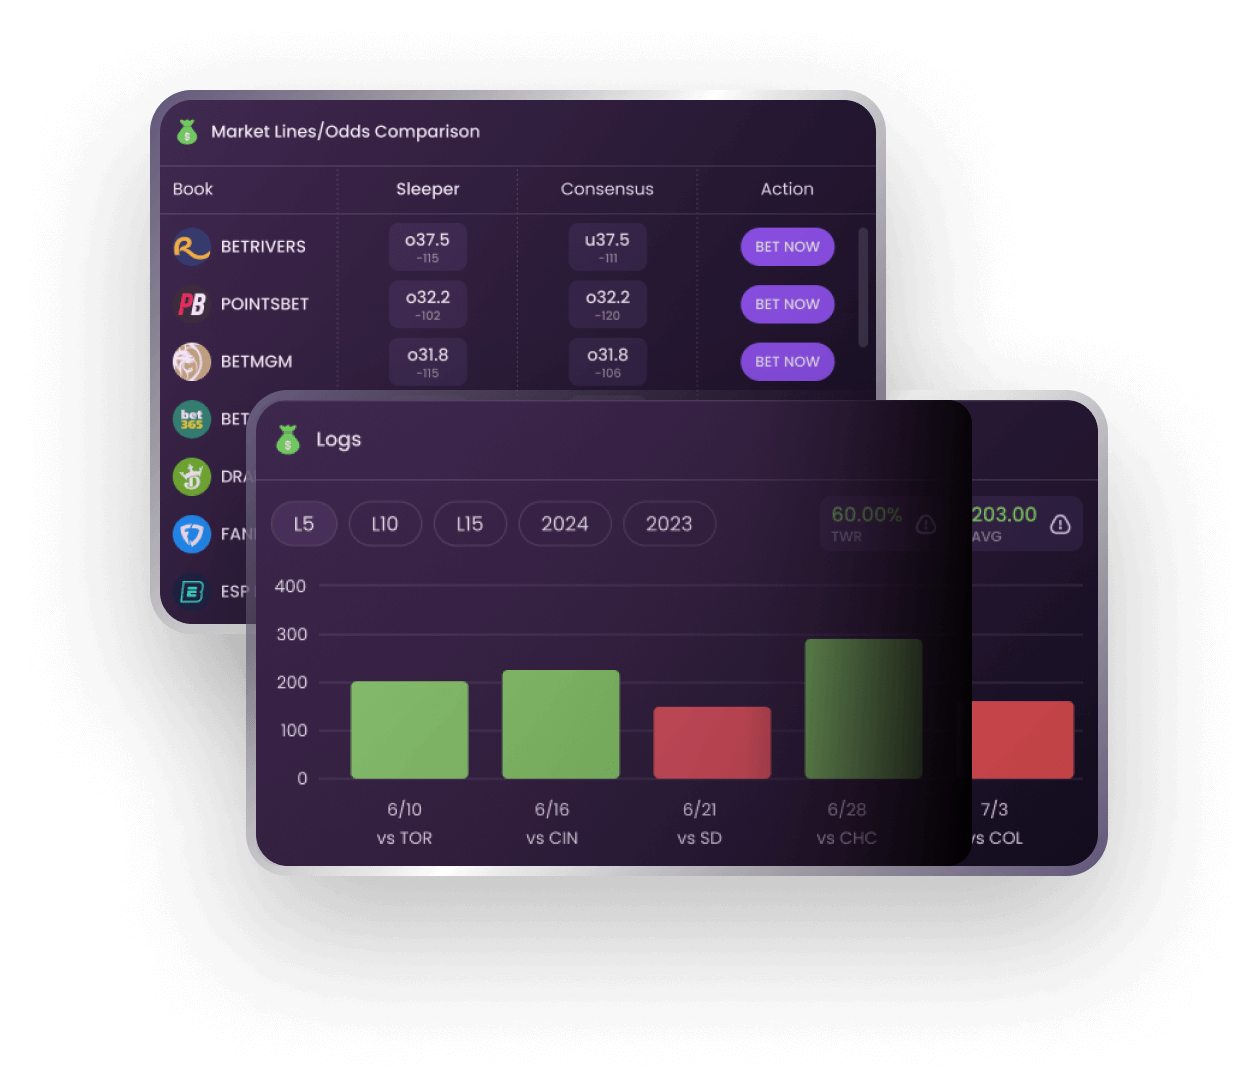 Market Lines/Odds Comparison
Book Sleeper Consensus Action
BETRIVERS o37.5 -115 u37.5 -111 BET NOW
PB POINTSBET o32.2 -102 o32.2 -120 BET NOW
BETMGM o31.8 -115 o31.8 -106 BET NOW
bet365 BET
DRA
FAN
ESP
Logs
L5 L10 L15 2024 2023
60.00% TWR
203.00 AVG
400
300
200
100
0
6/10 6/16 6/21 6/28 7/3
vs TOR vs CIN vs SD vs CHC vs COL